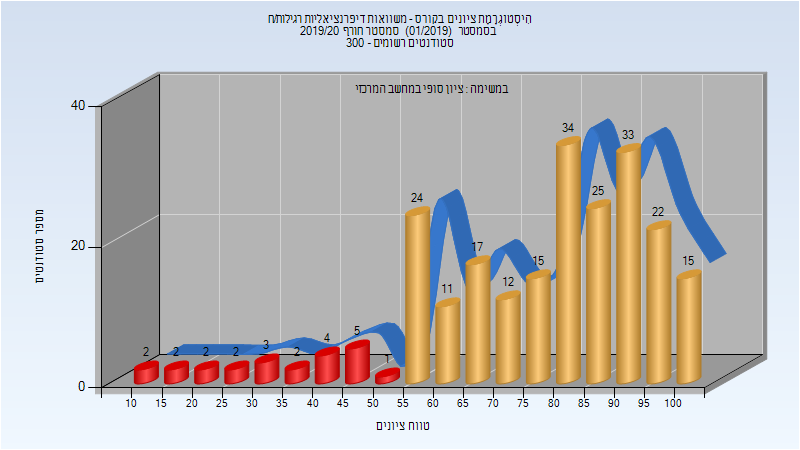 הִיסְטוֹגְרָמַת ציונים בקורס - משוואות דיפרנציאליות רגילות/ח
בסמסטר (01/2019) סמסטר חורף 2019/20
סטודנטים רשומים - 300
במשימה : ציון סופי במחשב המרכזי
מספר סטודנטים
40
20
0
2 2 2 2 3 2 4 5 1 24 11 17 12 15 34 25 33 22 15
10 15 20 25 30 35 40 45 50 55 60 65 70 75 80 85 90 95 100
טווח ציונים